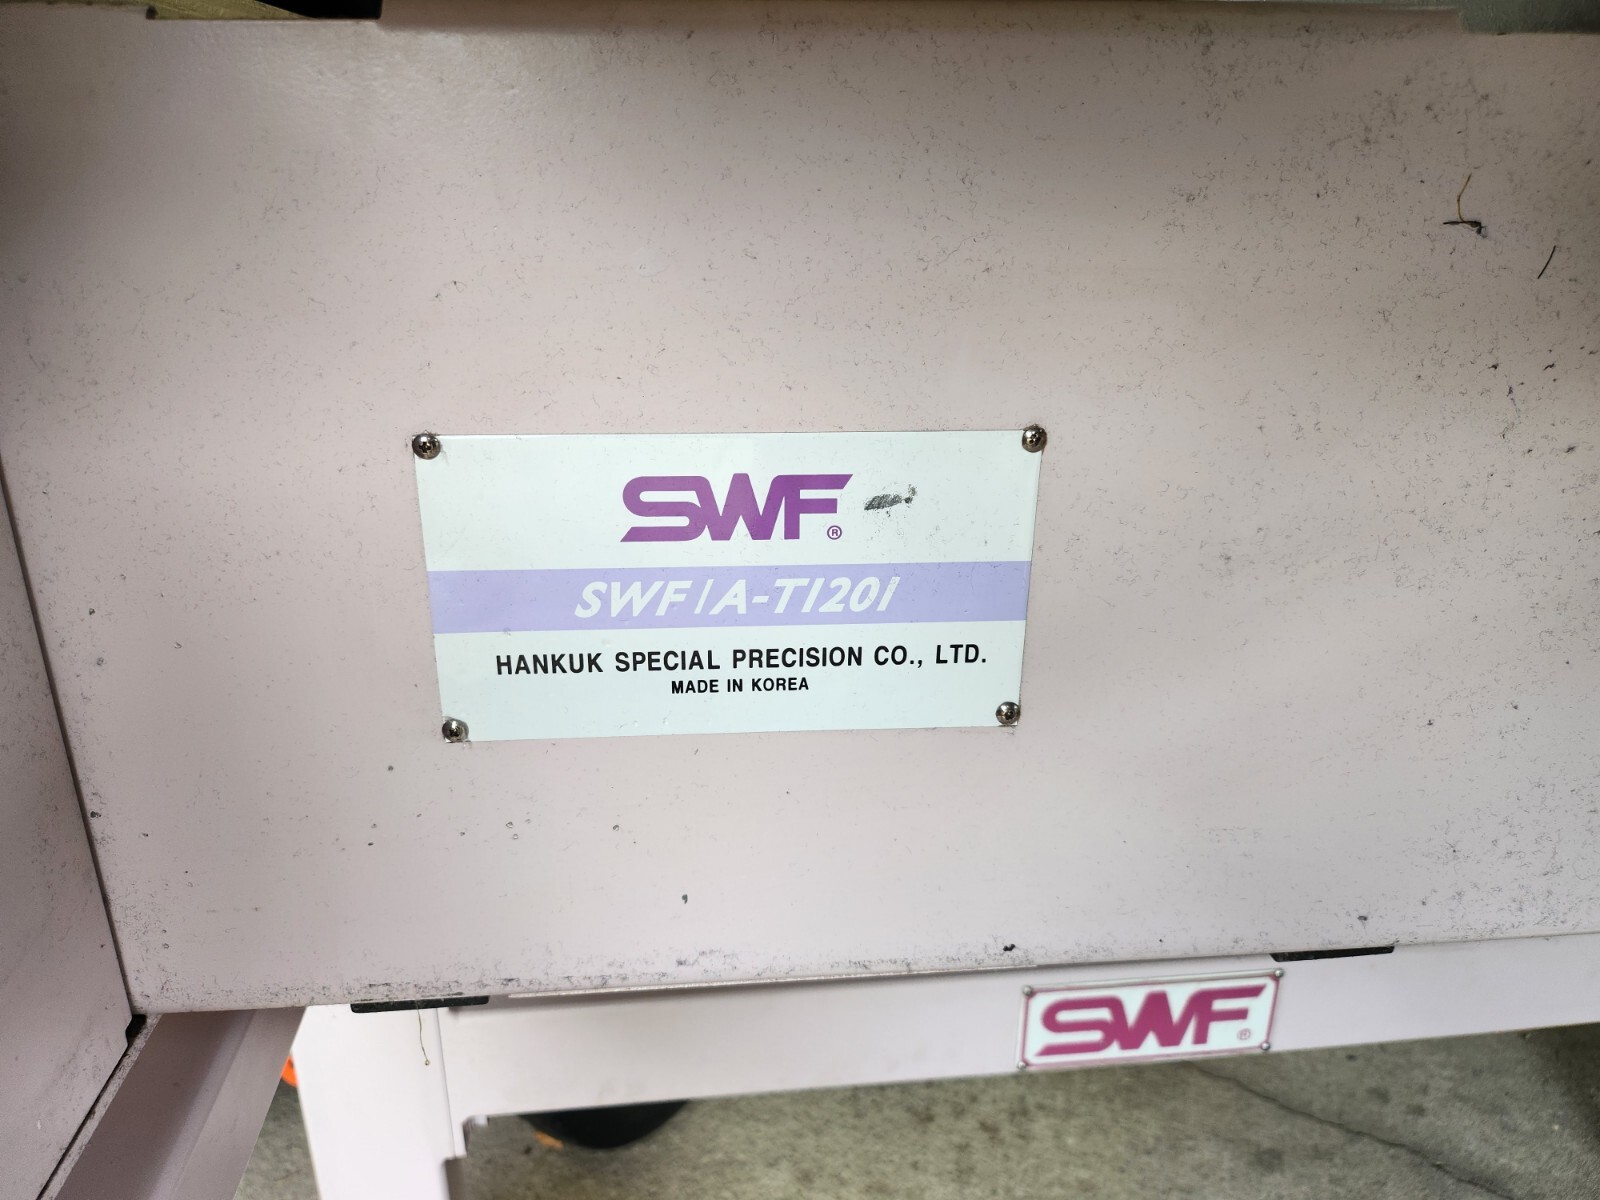 SWF®
SWF/A-T1201
HANKUK SPECIAL PRECISION CO., LTD.
MADE IN KOREA
SWF®